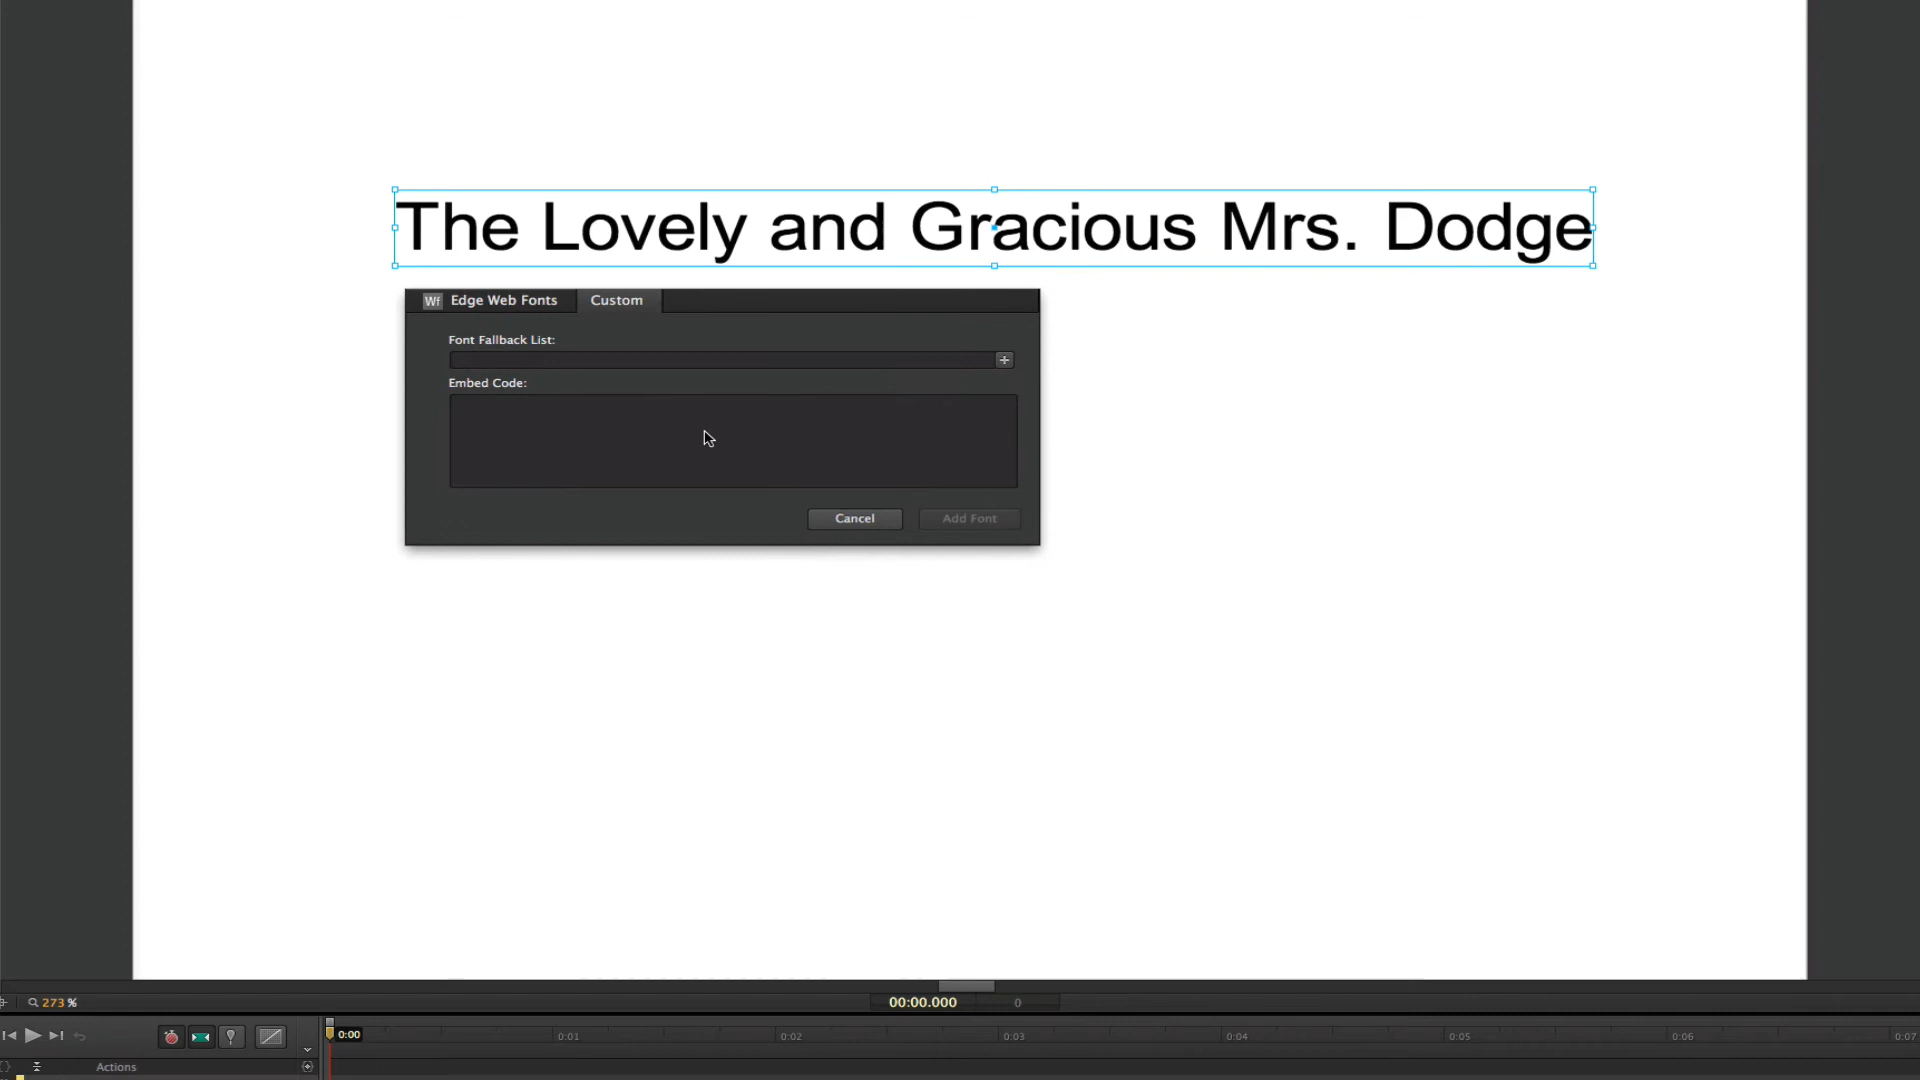 The Lovely and Gracious Mrs. Dodge
Wf Edge Web Fonts Custom
Font Fallback List:
Embed Code:
Cancel Add Font
273 % 00:00.000 0
0:00 0:01 0:02 0:03 0:04 0:05 0:06 0:07
Actions